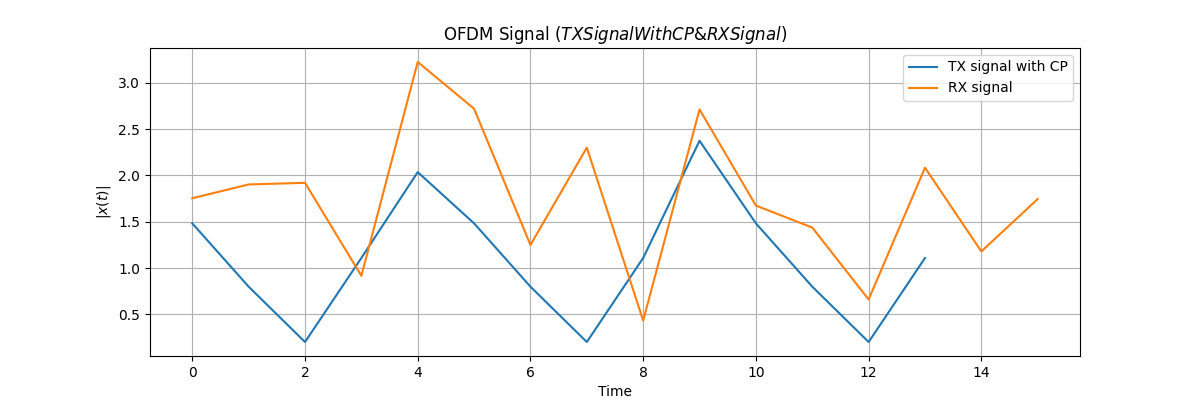 OFDM Signal (TXSignalWithCP&RXSignal)
TX signal with CP
RX signal
3.0
2.5
2.0
1.5
1.0
0.5
|x(t)|
0 2 4 6 8 10 12 14
Time